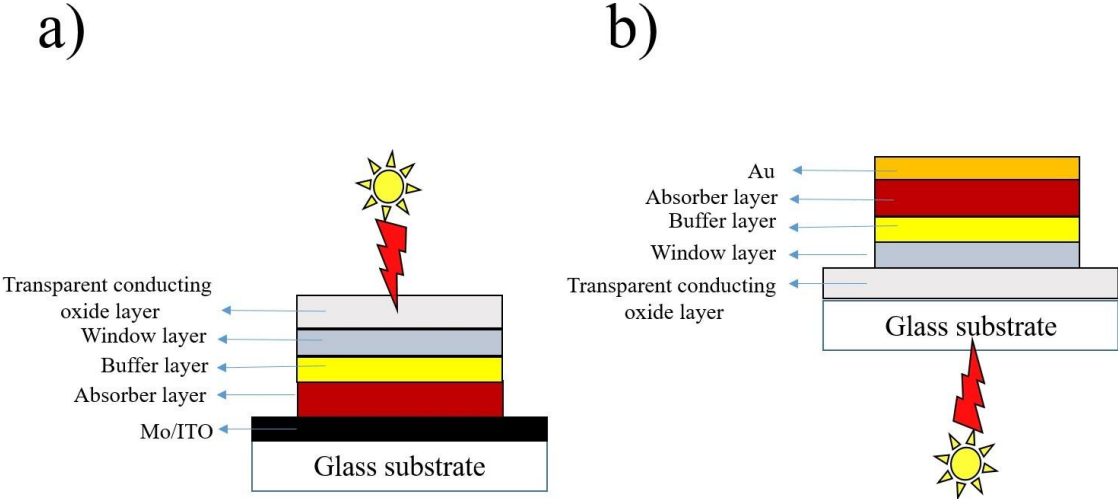 a)
Transparent conducting
oxide layer
Window layer
Buffer layer
Absorber layer
Mo/ITO
Glass substrate
b)
Au
Absorber layer
Buffer layer
Window layer
Transparent conducting
oxide layer
Glass substrate